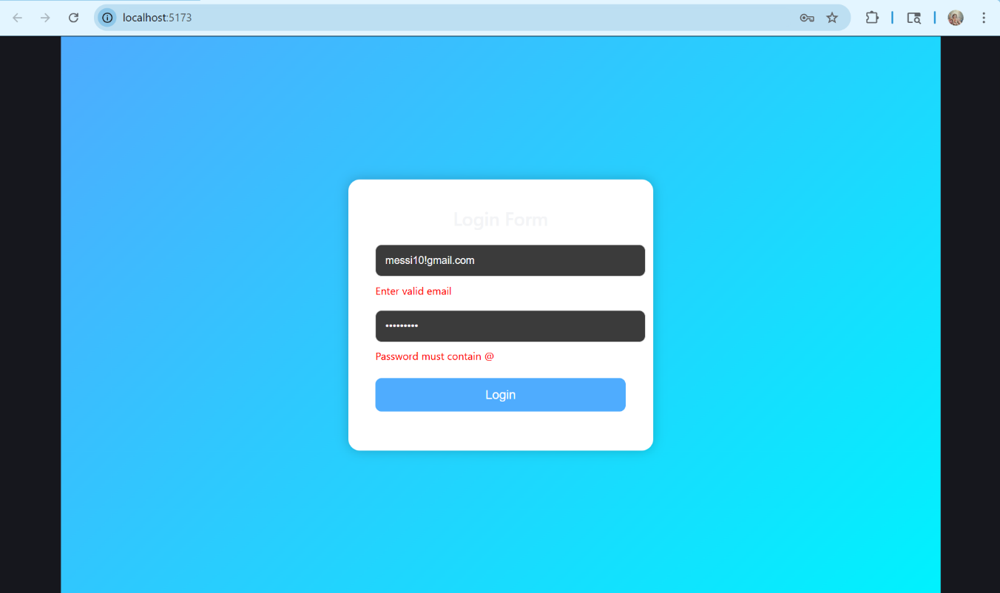 localhost:5173
Login Form
messi10!gmail.com
Enter valid email
•••••••••
Password must contain @
Login